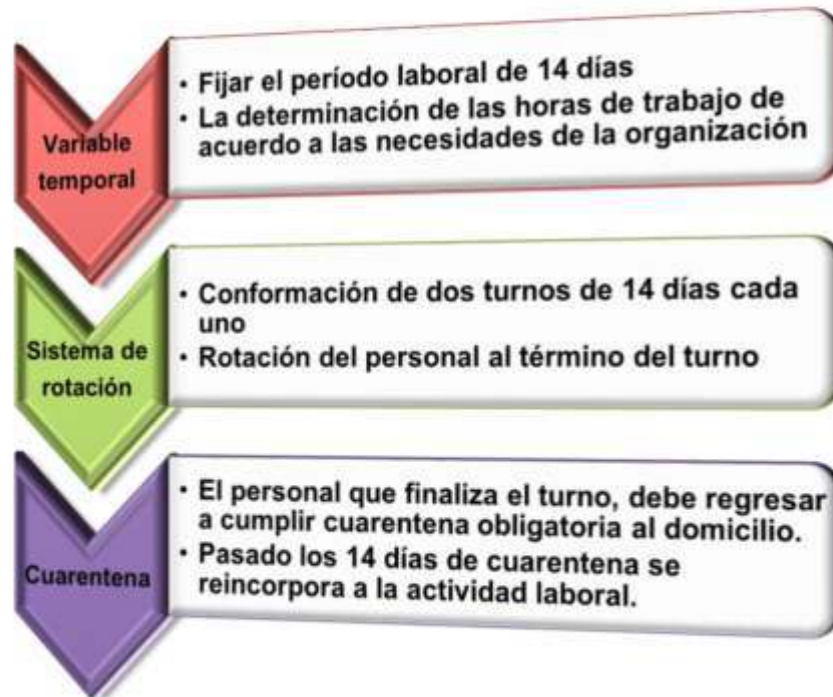 Variable
temporal
• Fijar el período laboral de 14 días
• La determinación de las horas de trabajo de
acuerdo a las necesidades de la organización
Sistema de
rotación
• Conformación de dos turnos de 14 días cada
uno
• Rotación del personal al término del turno
Cuarentena
• El personal que finaliza el turno, debe regresar
a cumplir cuarentena obligatoria al domicilio.
• Pasado los 14 días de cuarentena se
reincorpora a la actividad laboral.